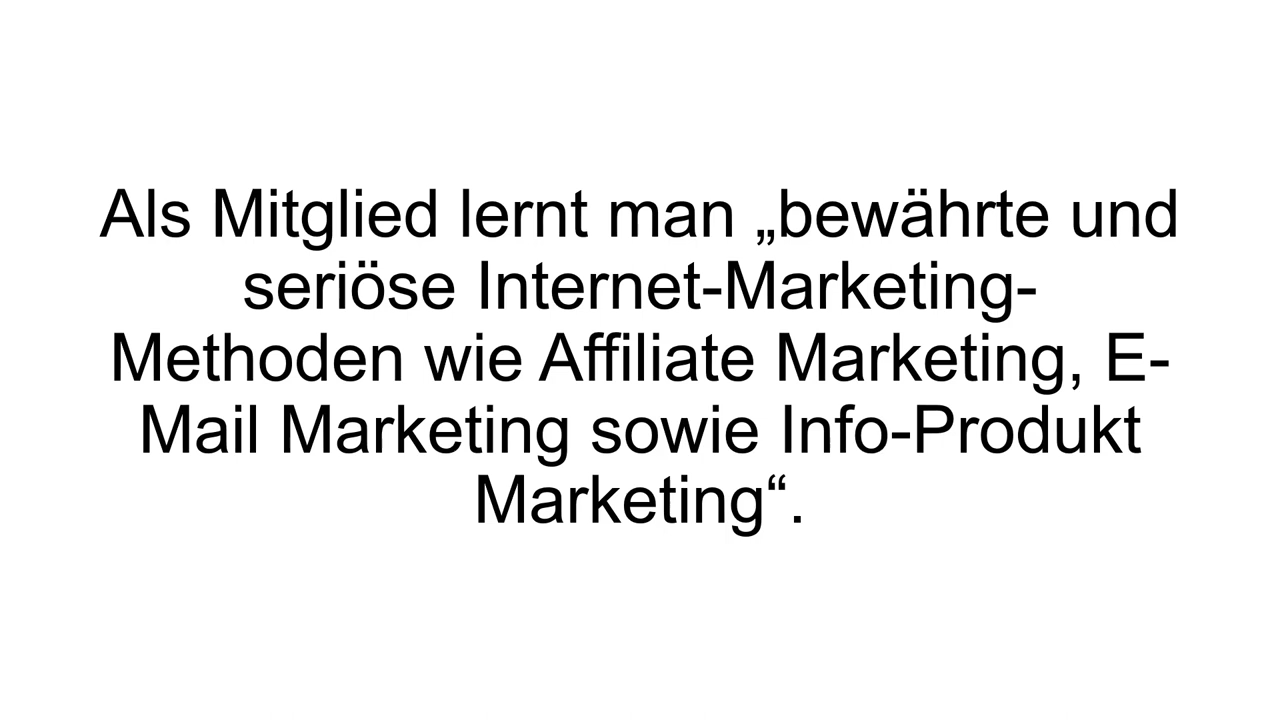 Als Mitglied lernt man „bewährte und
seriöse Internet-Marketing-
Methoden wie Affiliate Marketing, E-
Mail Marketing sowie Info-Produkt
Marketing“.